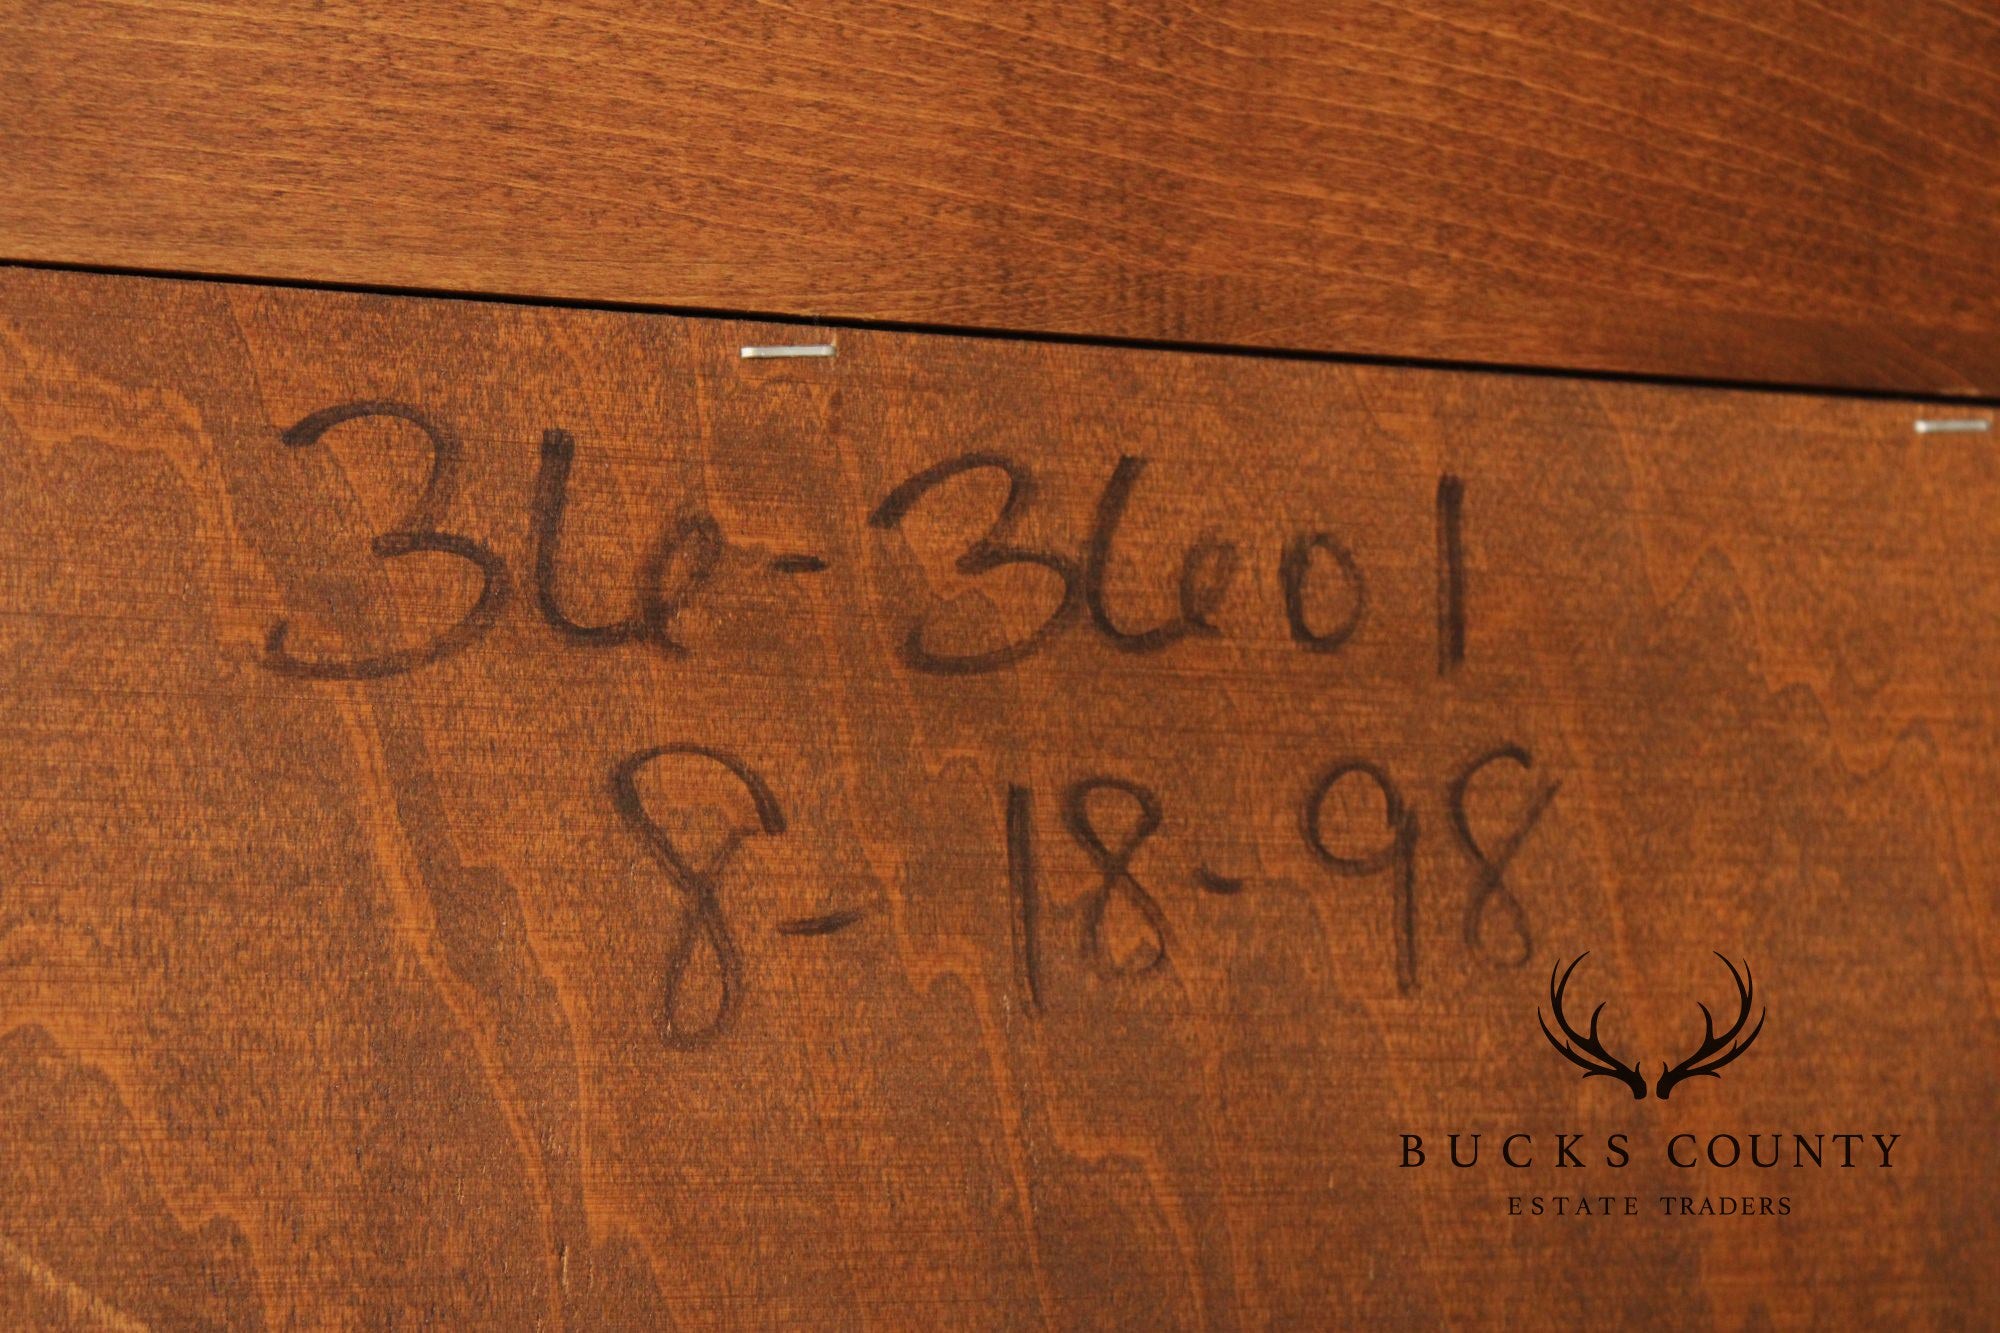 36-3601
8-18-98
BUCKS COUNTY
ESTATE TRADERS